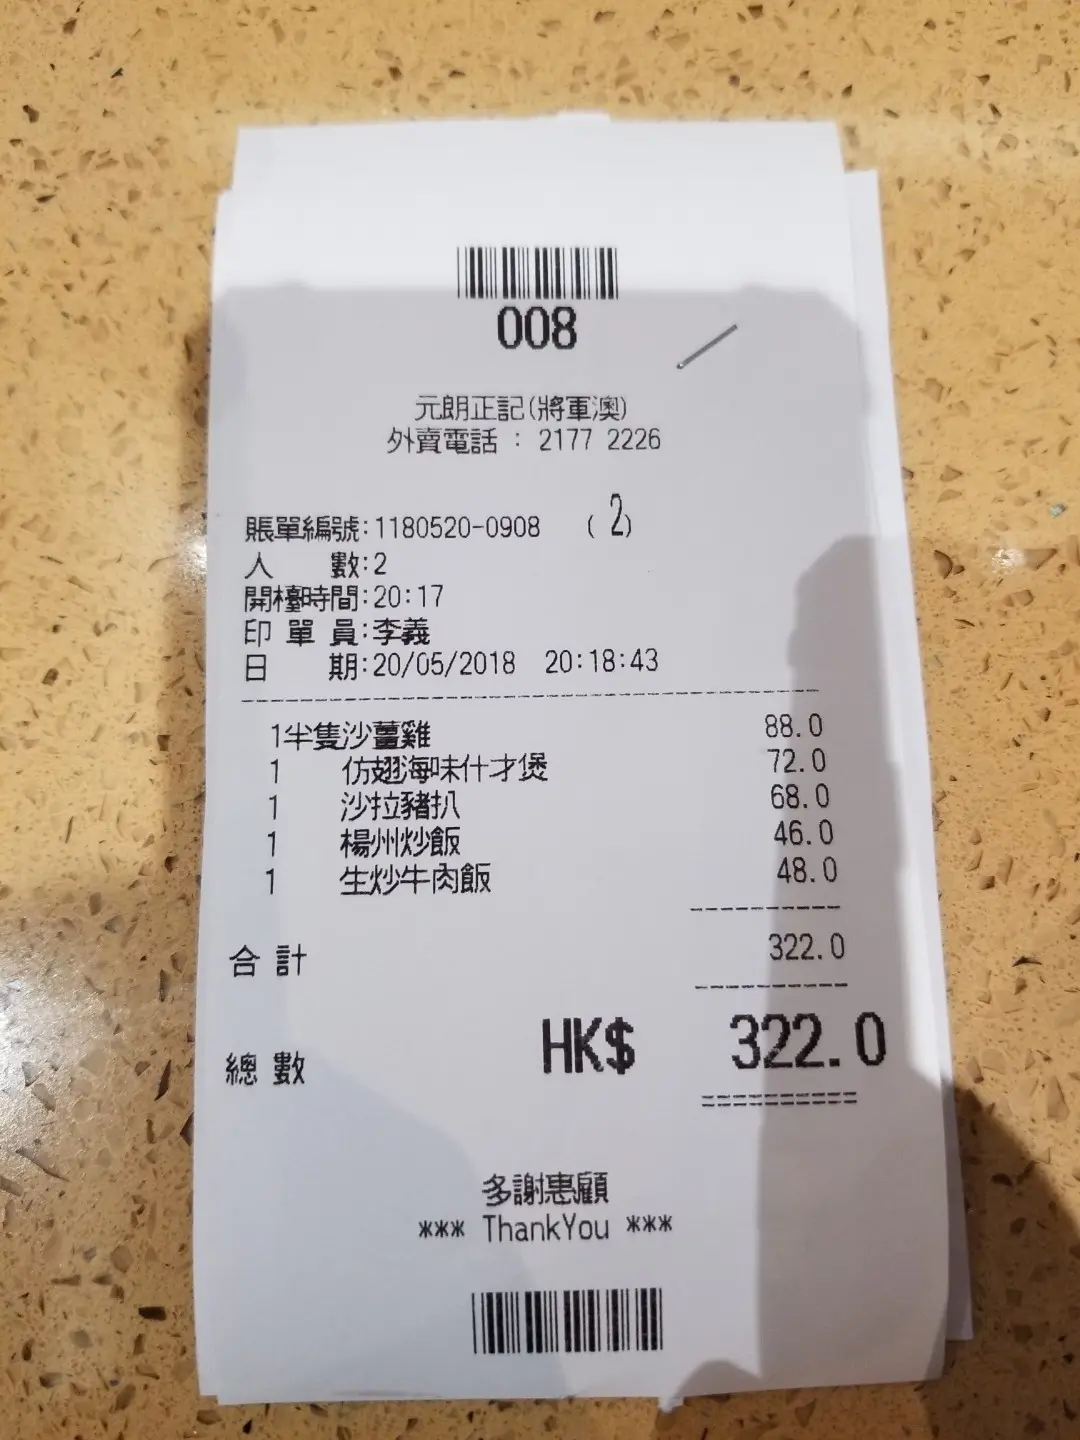 008
元朗正記(將軍澳)
外賣電話 : 2177 2226
賬單編號:1180520-0908 (2)
人 數:2
開檯時間:20:17
印 單 員:李義
日 期:20/05/2018 20:18:43
1半隻沙薑雞 88.0
1 仿翅海味什才煲 72.0
1 沙拉豬扒 68.0
1 楊州炒飯 46.0
1 生炒牛肉飯 48.0
合 計 322.0
總 數 HK$ 322.0
多謝惠顧
*** ThankYou ***